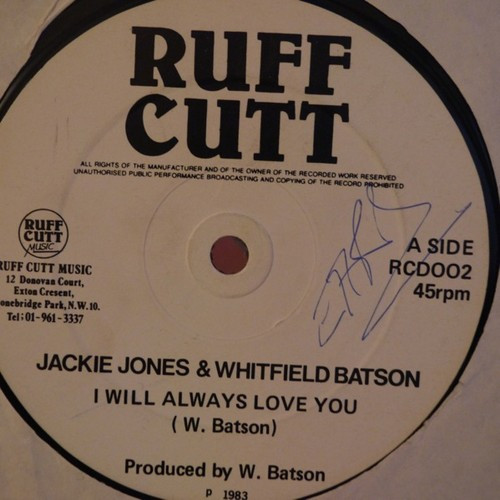 RUFF
CUTT
ALL RIGHTS OF THE MANUFACTURER AND OF THE OWNER OF THE RECORDED WORK RESERVED
UNAUTHORISED PUBLIC PERFORMANCE BROADCASTING AND COPYING OF THE RECORD PROHIBITED
RUFF
CUTT
MUSIC
RUFF CUTT MUSIC
12 Donovan Court,
Exton Cresent,
onebridge Park, N.W.10.
Tel: 01-961-3337
A SIDE
RCD002
45rpm
JACKIE JONES & WHITFIELD BATSON
I WILL ALWAYS LOVE YOU
( W. Batson)
Produced by W. Batson
p 1983